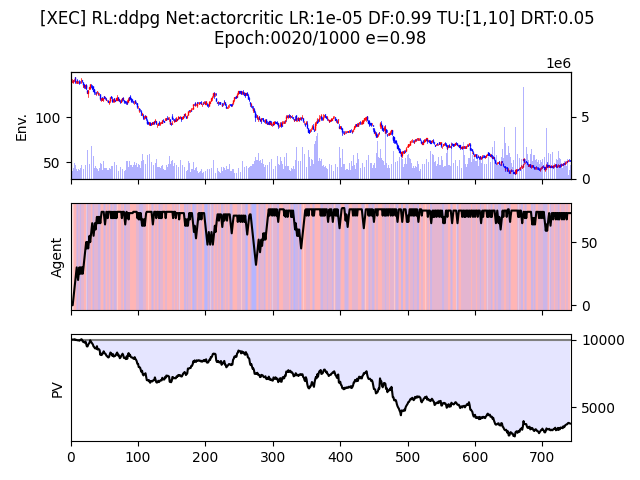 [XEC] RL:ddpg Net:actorcritic LR:1e-05 DF:0.99 TU:[1,10] DRT:0.05
Epoch:0020/1000 e=0.98
1e6
Env.
100
50
5
0
Agent
50
0
PV
10000
5000
0 100 200 300 400 500 600 700